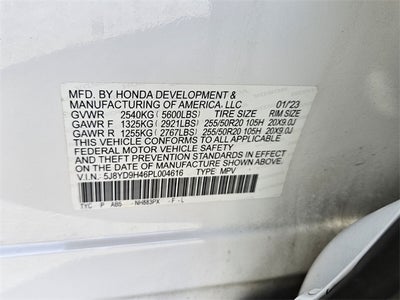 MFD. BY HONDA DEVELOPMENT &
MANUFACTURING OF AMERICA, LLC 01/23
GVWR 2540KG (5600LBS) TIRE SIZE RIM SIZE
GAWR F 1325KG (2921LBS) 255/50R20 105H 20X9.0J
GAWR R 1255KG (2767LBS) 255/50R20 105H 20X9.0J
THIS VEHICLE CONFORMS TO ALL APPLICABLE
FEDERAL MOTOR VEHICLE SAFETY STANDARDS
IN EFFECT ON THE DATE OF MANUFACTURE SHOWN ABOVE.
V.I.N. 5J8YD9H46PL004616 TYPE MPV
TYC P A80 NH883PX F-L